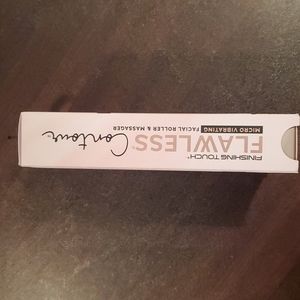 FINISHING TOUCH
FLAWLESS
Contour
MICRO VIBRATING
FACIAL ROLLER & MASSAGER